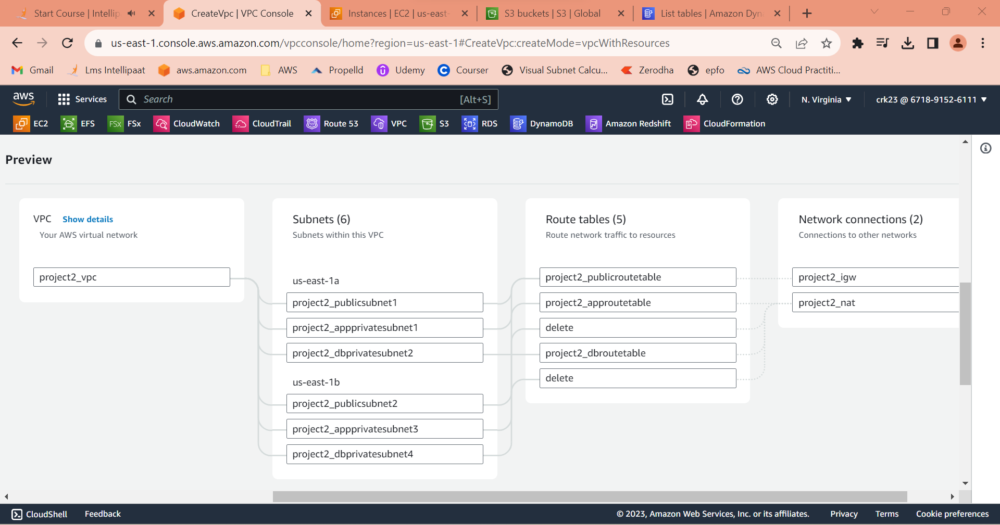 Start Course | Intellip
CreateVpc | VPC Console
Instances | EC2 | us-east-
S3 buckets | S3 | Global
List tables | Amazon Dyn
us-east-1.console.aws.amazon.com/vpcconsole/home?region=us-east-1#CreateVpc:createMode=vpcWithResources
Gmail
Lms Intellipaat
aws.amazon.com
AWS
Propelld
Udemy
Courser
Visual Subnet Calcu...
Zerodha
epfo
AWS Cloud Practiti...
aws
Services
Search
[Alt+S]
N. Virginia
crk23 @ 6718-9152-6111
EC2
EFS
FSx FSx
CloudWatch
CloudTrail
53 Route 53
VPC
S3
RDS
DynamoDB
Amazon Redshift
CloudFormation
Preview
VPC Show details
Your AWS virtual network
project2_vpc
Subnets (6)
Subnets within this VPC
us-east-1a
project2_publicsubnet1
project2_appprivatesubnet1
project2_dbprivatesubnet2
us-east-1b
project2_publicsubnet2
project2_appprivatesubnet3
project2_dbprivatesubnet4
Route tables (5)
Route network traffic to resources
project2_publicroutetable
project2_approutetable
delete
project2_dbroutetable
delete
Network connections (2)
Connections to other networks
project2_igw
project2_nat
CloudShell
Feedback
© 2023, Amazon Web Services, Inc. or its affiliates.
Privacy
Terms
Cookie preferences